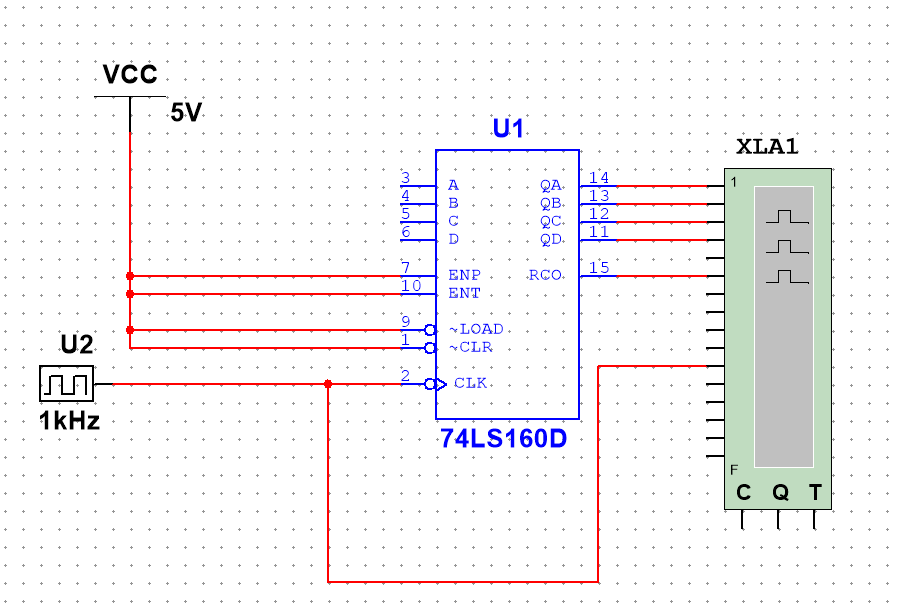 VCC
5V
U1
XLA1
3 A QA 14
4 B QB 13
5 C QC 12
6 D QD 11
7 ENP RCO 15
10 ENT
9 ~LOAD
1 ~CLR
2 CLK
1
U2
1kHz
74LS160D
F
C Q T